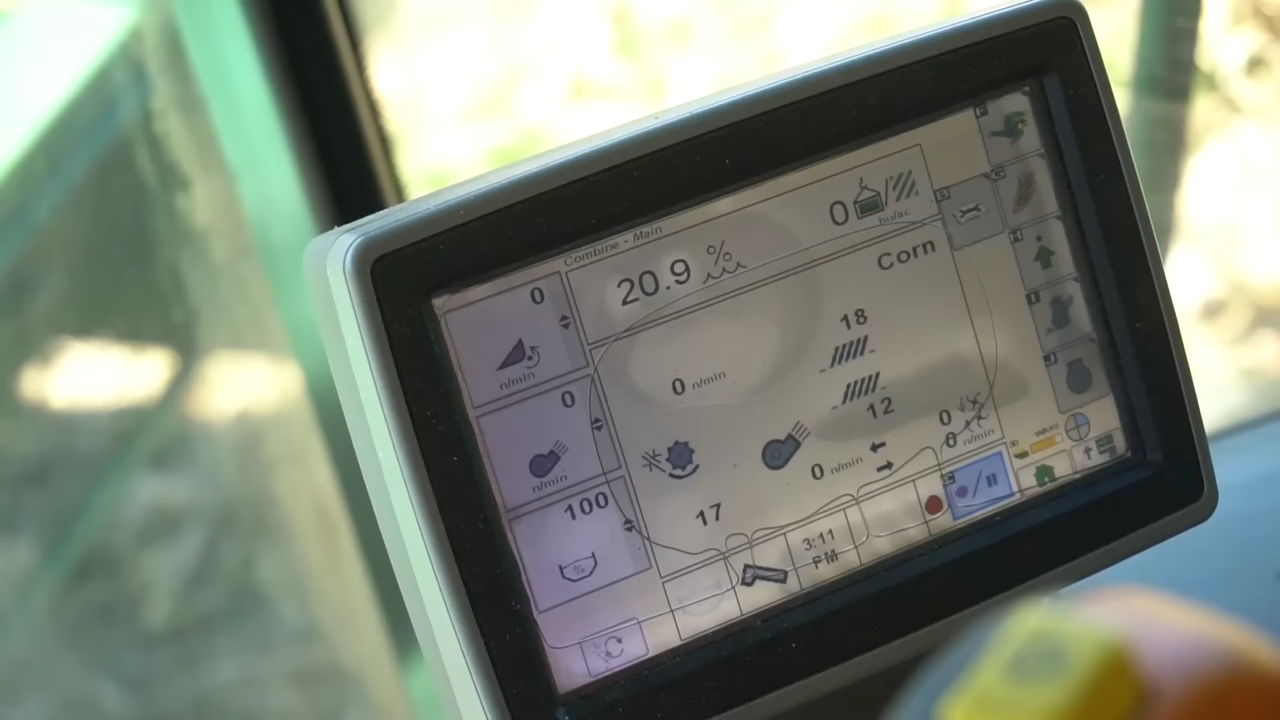 Combine - Main
20.9 %
0 / bu/ac
Corn
0
n/min
0
n/min
100
%
0 n/min
18
12
0 n/min
17
0
0 n/min
3:11
PM